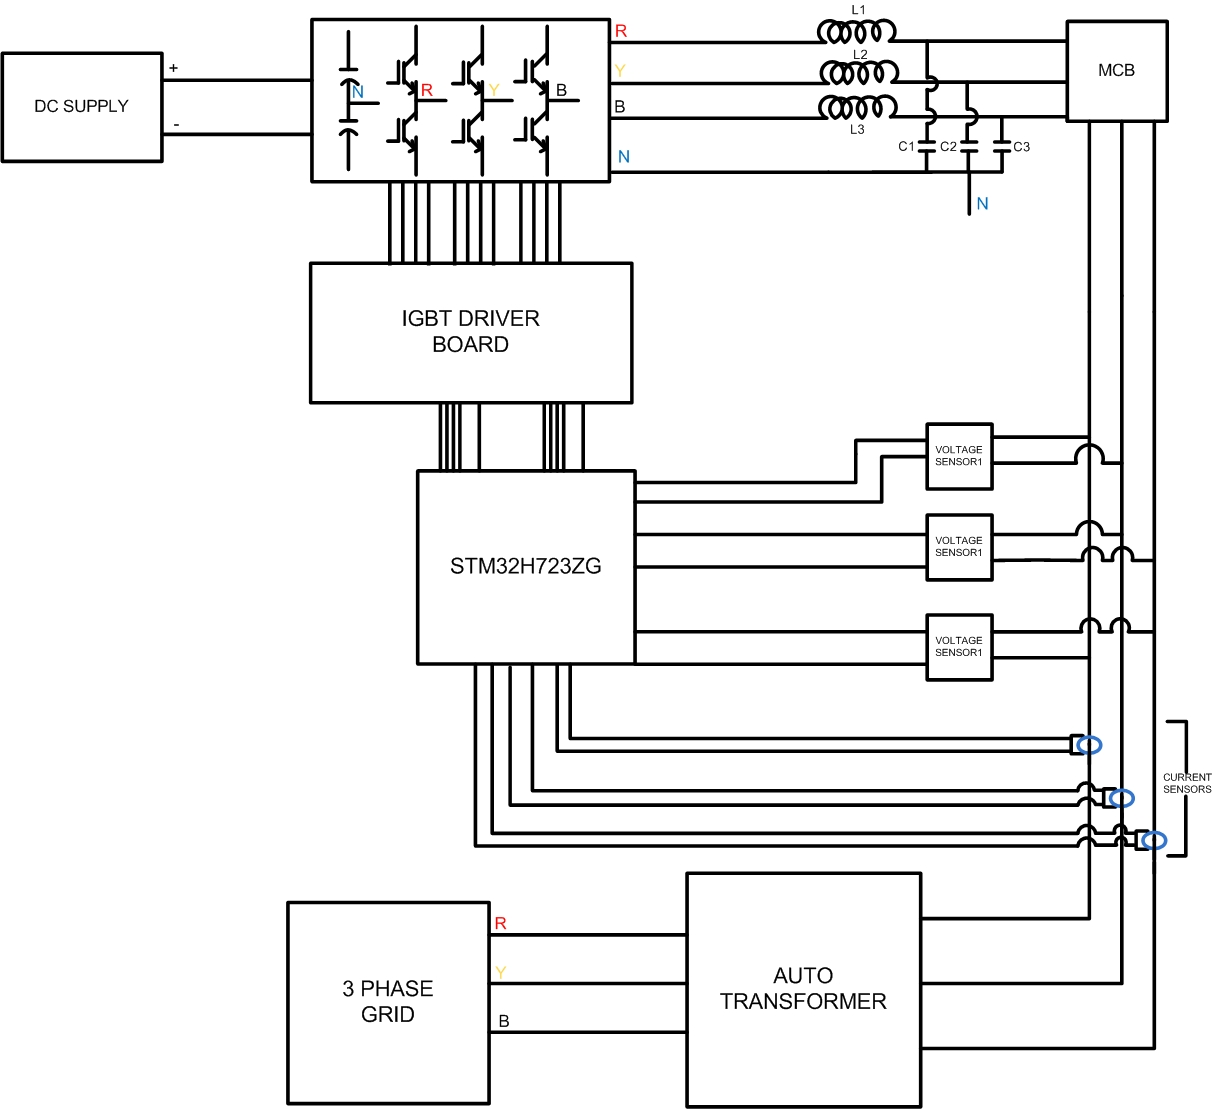 DC SUPPLY
+
-
N
R
Y
B
R
Y
B
N
L1
L2
L3
C1
C2
C3
N
MCB
IGBT DRIVER
BOARD
STM32H723ZG
VOLTAGE
SENSOR1
VOLTAGE
SENSOR1
VOLTAGE
SENSOR1
CURRENT
SENSORS
3 PHASE
GRID
R
Y
B
AUTO
TRANSFORMER